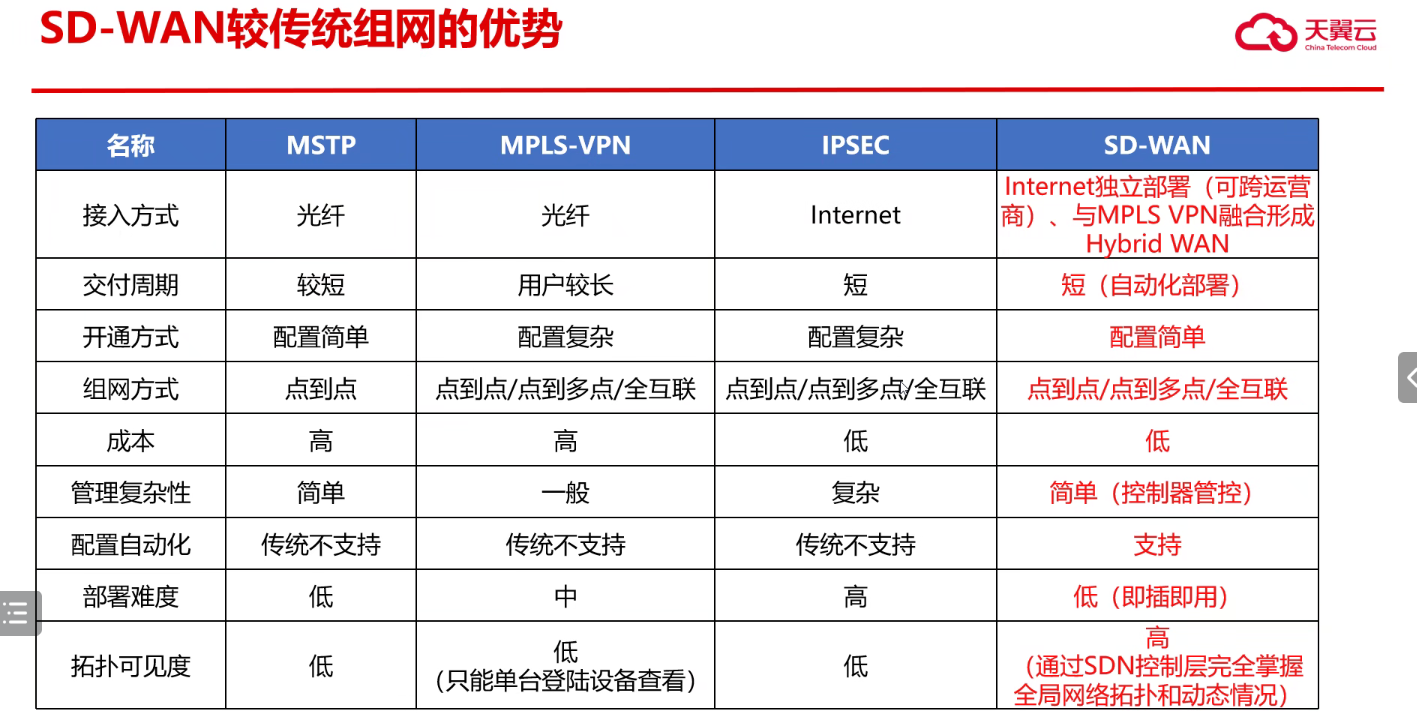 SD-WAN较传统组网的优势
天翼云
China Telecom Cloud
名称 MSTP MPLS-VPN IPSEC SD-WAN
接入方式 光纤 光纤 Internet Internet独立部署（可跨运营
商）、与MPLS VPN融合形成
Hybrid WAN
交付周期 较短 用户较长 短 短（自动化部署）
开通方式 配置简单 配置复杂 配置复杂 配置简单
组网方式 点到点 点到点/点到多点/全互联 点到点/点到多点/全互联 点到点/点到多点/全互联
成本 高 高 低 低
管理复杂性 简单 一般 复杂 简单（控制器管控）
配置自动化 传统不支持 传统不支持 传统不支持 支持
部署难度 低 中 高 低（即插即用）
拓扑可见度 低 低
（只能单台登陆设备查看） 低 高
（通过SDN控制层完全掌握
全局网络拓扑和动态情况）